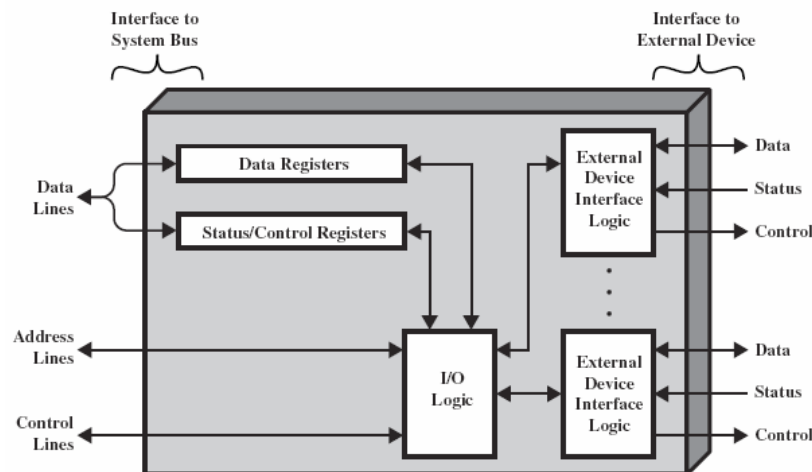 Interface to
System Bus
Interface to
External Device
Data Registers
Status/Control Registers
Data
Lines
Address
Lines
Control
Lines
I/O
Logic
External
Device
Interface
Logic
Data
Status
Control
External
Device
Interface
Logic
Data
Status
Control